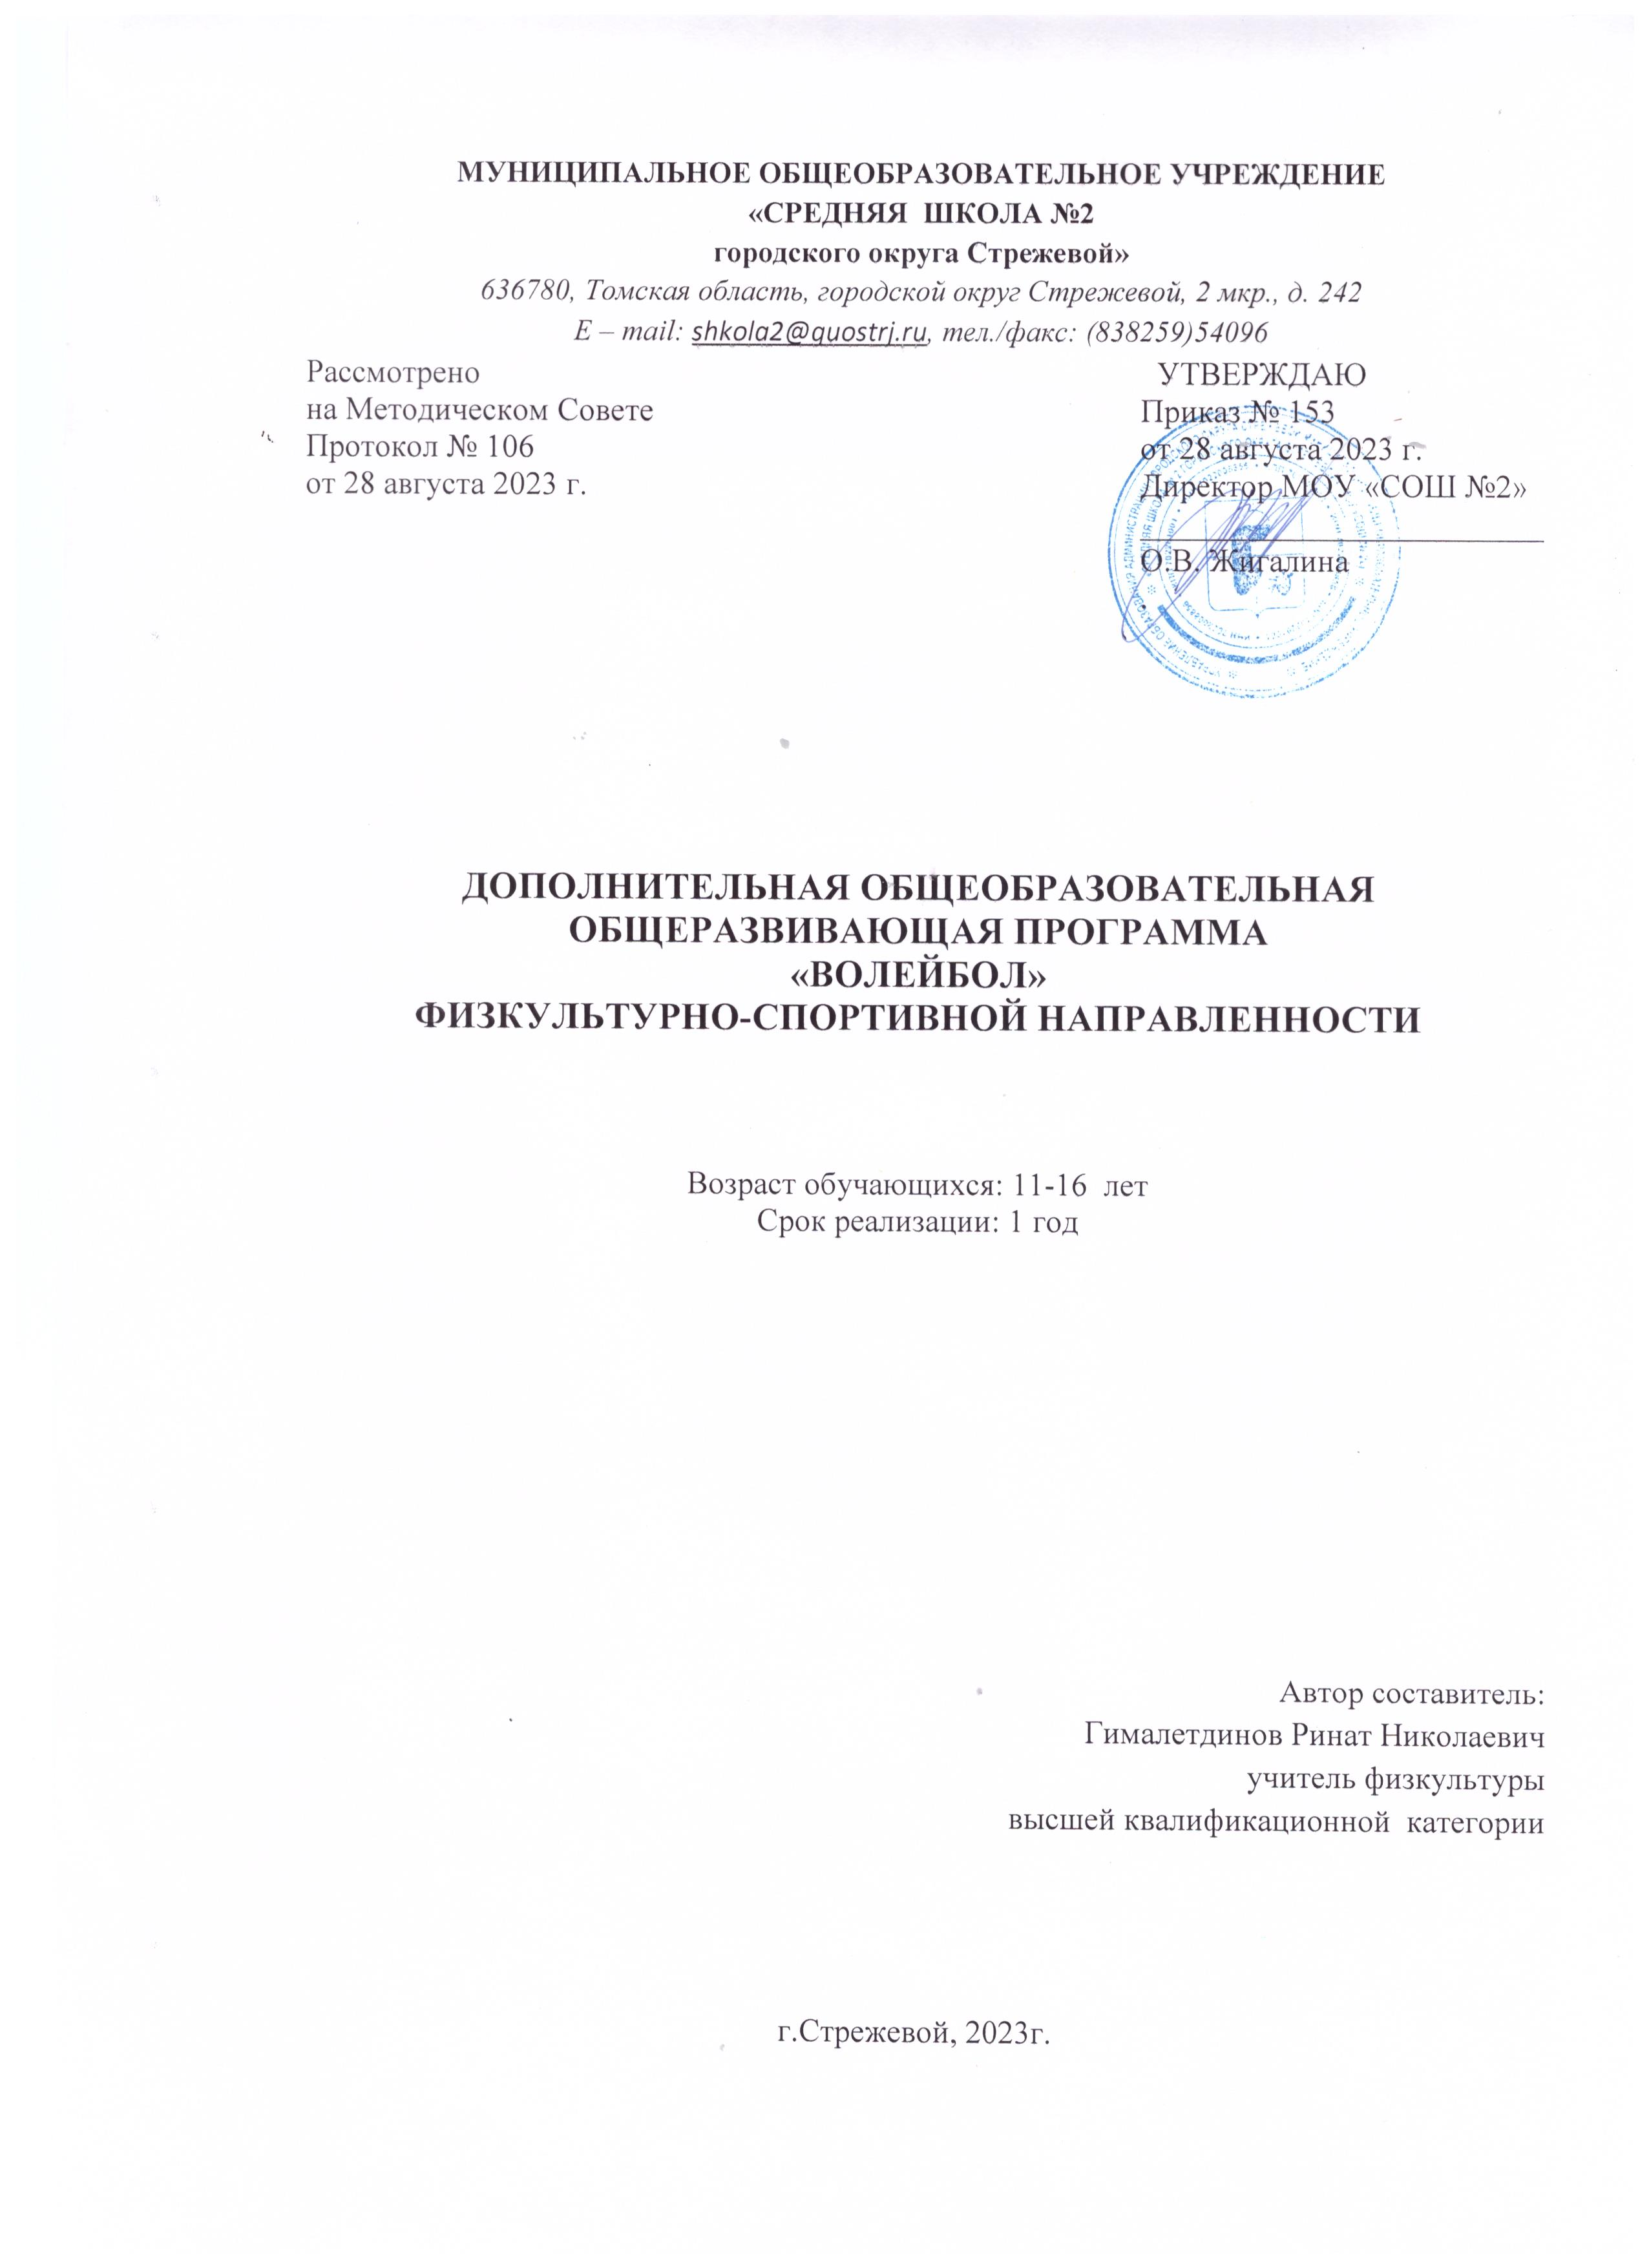 МУНИЦИПАЛЬНОЕ ОБЩЕОБРАЗОВАТЕЛЬНОЕ УЧРЕЖДЕНИЕ
«СРЕДНЯЯ ШКОЛА №2
городского округа Стрежевой»
636780, Томская область, городской округ Стрежевой, 2 мкр., д. 242
E – mail: shkola2@guostrj.ru, тел./факс: (838259)54096
Рассмотрено
на Методическом Совете
Протокол № 106
от 28 августа 2023 г.
УТВЕРЖДАЮ
Приказ № 153
от 28 августа 2023 г.
Директор МОУ «СОШ №2»
О.В. Жигалина
ДОПОЛНИТЕЛЬНАЯ ОБЩЕОБРАЗОВАТЕЛЬНАЯ
ОБЩЕРАЗВИВАЮЩАЯ ПРОГРАММА
«ВОЛЕЙБОЛ»
ФИЗКУЛЬТУРНО-СПОРТИВНОЙ НАПРАВЛЕННОСТИ
Возраст обучающихся: 11-16 лет
Срок реализации: 1 год
Автор составитель:
Гималетдинов Ринат Николаевич
учитель физкультуры
высшей квалификационной категории
г.Стрежевой, 2023г.